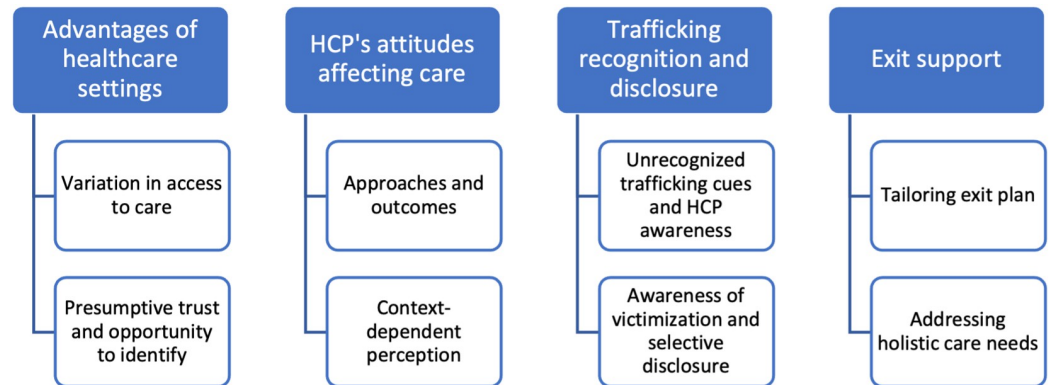 Advantages of
healthcare
settings
Variation in access
to care
Presumptive trust
and opportunity
to identify
HCP's attitudes
affecting care
Approaches and
outcomes
Context-
dependent
perception
Trafficking
recognition and
disclosure
Unrecognized
trafficking cues
and HCP
awareness
Awareness of
victimization and
selective
disclosure
Exit support
Tailoring exit plan
Addressing
holistic care needs